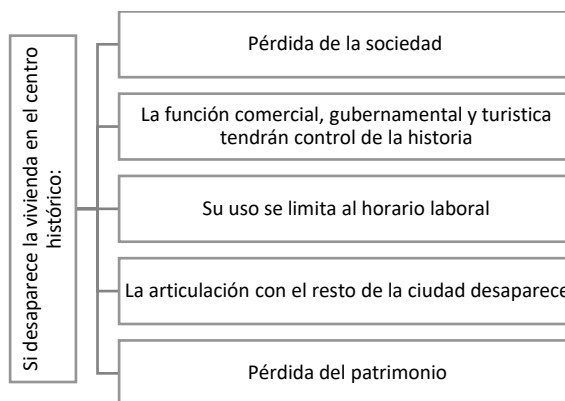 Si desaparece la vivienda en el centro
histórico:
Pérdida de la sociedad
La función comercial, gubernamental y turistica
tendrán control de la historia
Su uso se limita al horario laboral
La articulación con el resto de la ciudad desaparece
Pérdida del patrimonio